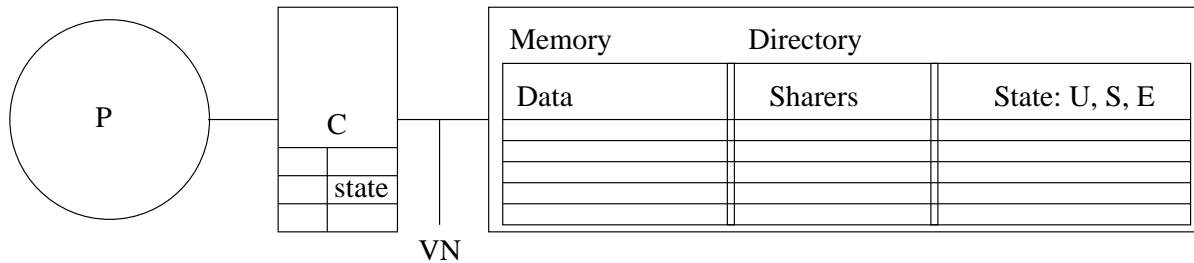 Memory Directory
Data Sharers State: U, S, E
P
C
state
VN